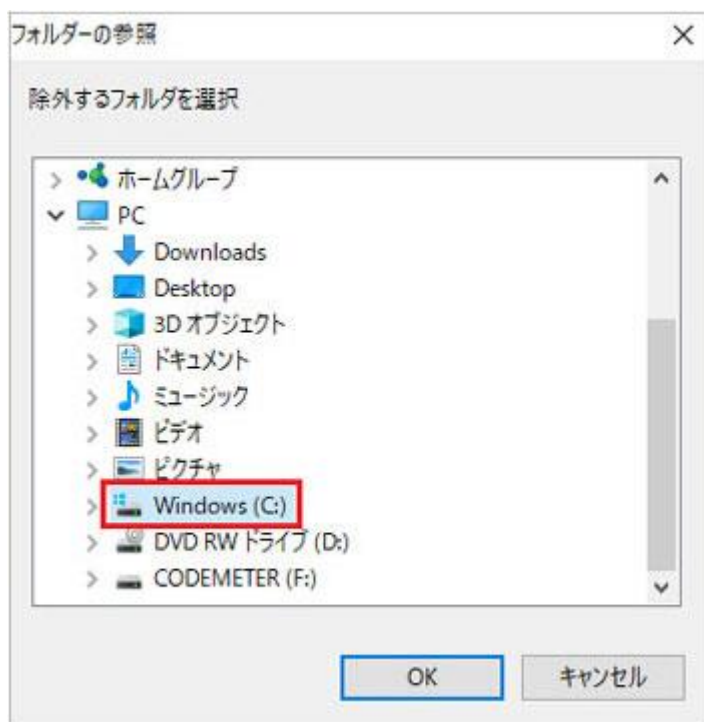 フォルダーの参照
除外するフォルダを選択
ホームグループ
PC
Downloads
Desktop
3D オブジェクト
ドキュメント
ミュージック
ビデオ
ピクチャ
Windows (C:)
DVD RW ドライブ (D:)
CODEMETER (F:)
OK キャンセル